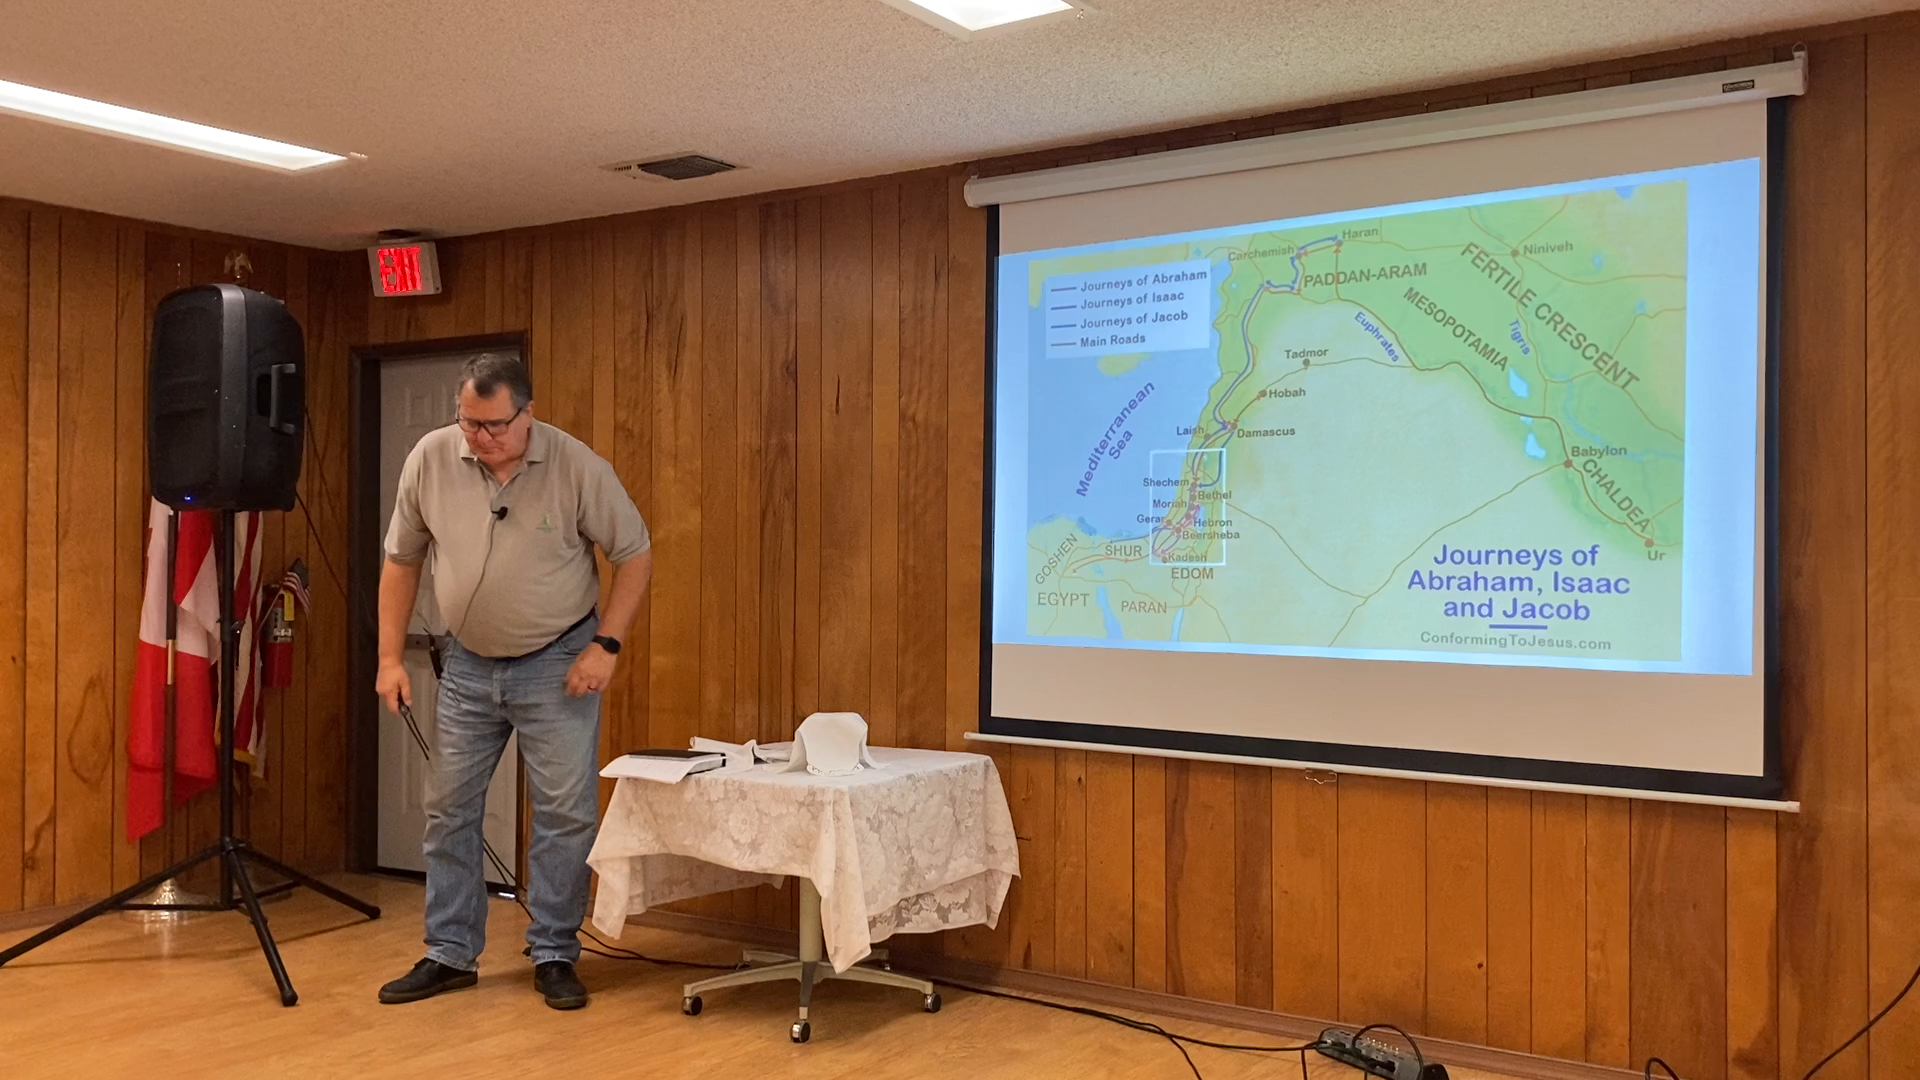 EXIT
Journeys of Abraham
Journeys of Isaac
Journeys of Jacob
Main Roads
Haran
Carchemish
PADDAN-ARAM
Niniveh
FERTILE CRESCENT
MESOPOTAMIA
Tigris
Euphrates
Tadmor
Hobah
Mediterranean
Sea
Laish
Damascus
Babylon
CHALDEA
Ur
Shechem
Bethel
Moriah
Gerar
Hebron
Beersheba
Kadesh
SHUR
GOSHEN
EDOM
EGYPT
PARAN
Journeys of
Abraham, Isaac
and Jacob
ConformingToJesus.com